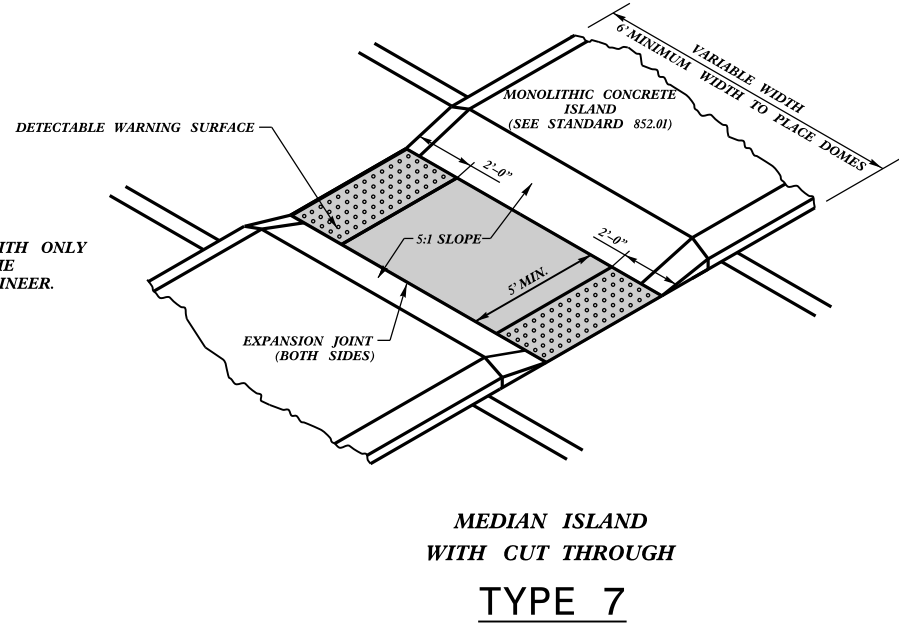 VARIABLE WIDTH
6' MINIMUM WIDTH TO PLACE DOMES
MONOLITHIC CONCRETE
ISLAND
(SEE STANDARD 852.01)
DETECTABLE WARNING SURFACE
2'-0"
5:1 SLOPE
2'-0"
5' MIN.
ITH ONLY
INEER.
EXPANSION JOINT
(BOTH SIDES)
MEDIAN ISLAND
WITH CUT THROUGH
TYPE 7